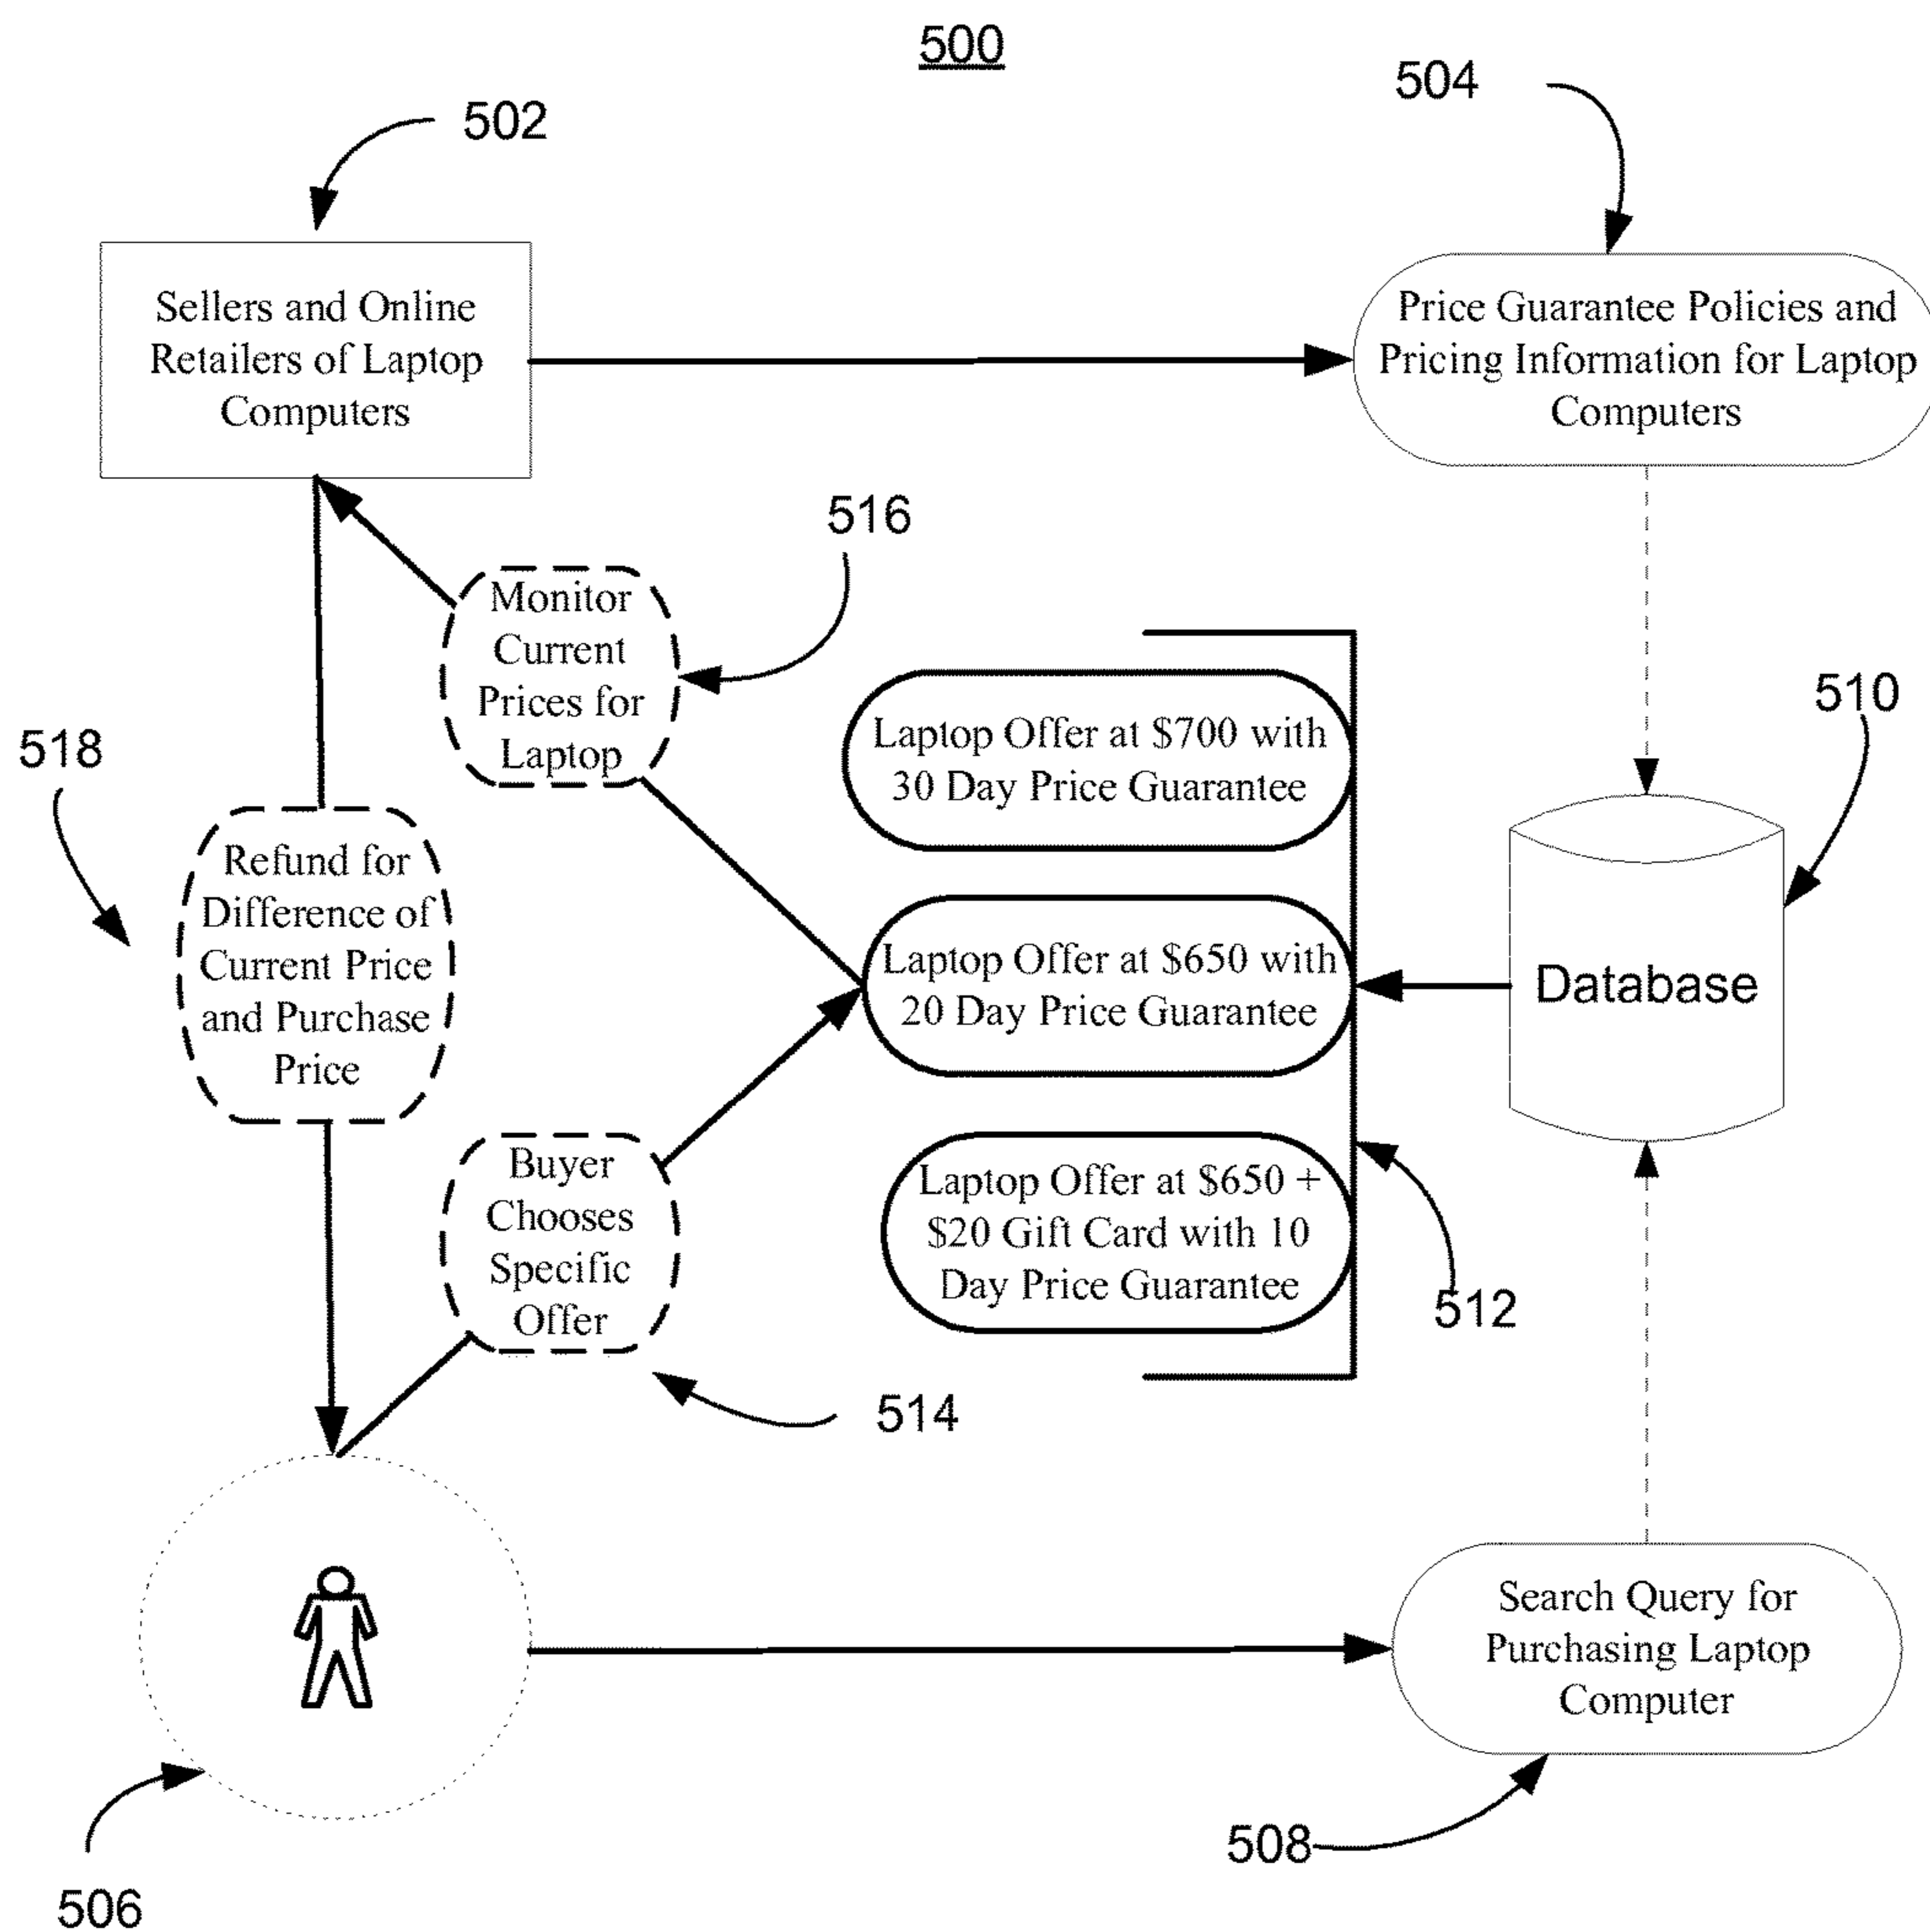 500
502
504
Sellers and Online
Retailers of Laptop
Computers
Price Guarantee Policies and
Pricing Information for Laptop
Computers
516
Monitor
Current
Prices for
Laptop
510
518
Laptop Offer at $700 with
30 Day Price Guarantee
Refund for
Difference of
Current Price
and Purchase
Price
Laptop Offer at $650 with
20 Day Price Guarantee
Database
Buyer
Chooses
Specific
Offer
Laptop Offer at $650 +
$20 Gift Card with 10
Day Price Guarantee
512
514
Search Query for
Purchasing Laptop
Computer
508
506